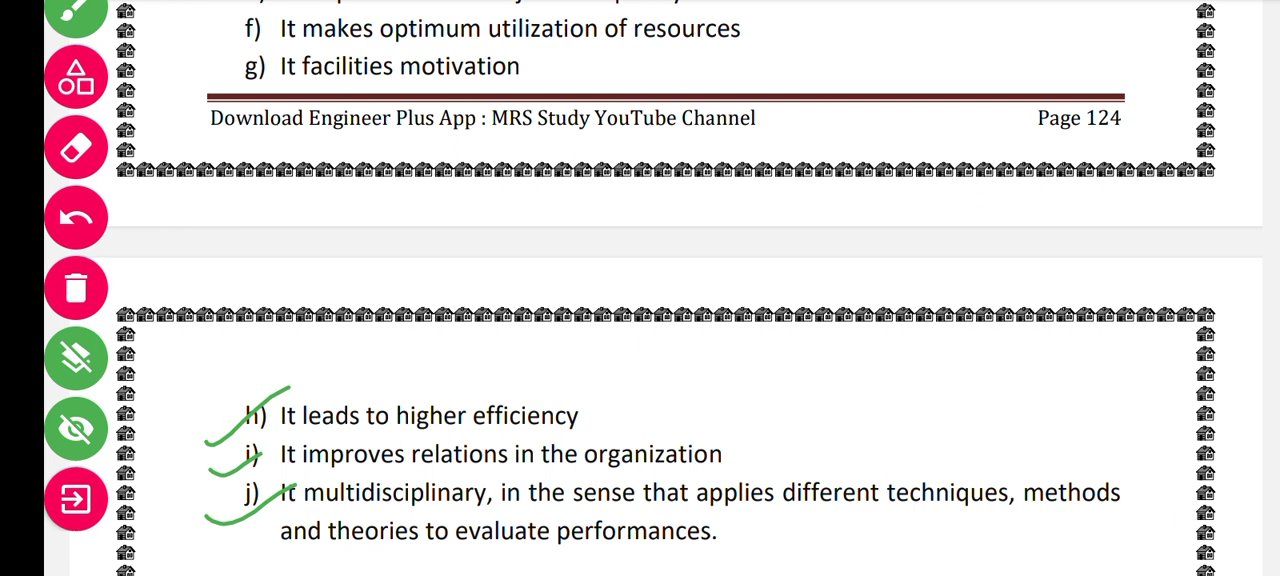 f) It makes optimum utilization of resources
g) It facilities motivation
Download Engineer Plus App : MRS Study YouTube Channel Page 124
h) It leads to higher efficiency
i) It improves relations in the organization
j) It multidisciplinary, in the sense that applies different techniques, methods
and theories to evaluate performances.